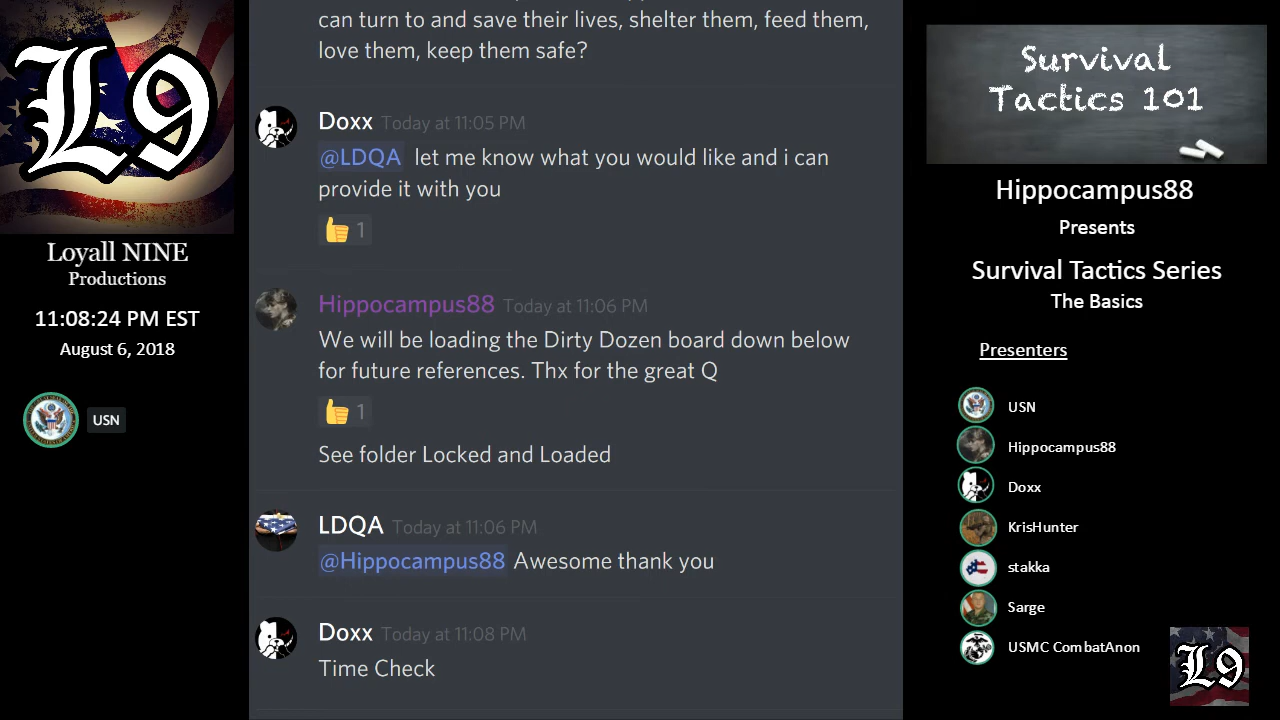 L9
Loyall NINE
Productions
11:08:24 PM EST
August 6, 2018
USN
can turn to and save their lives, shelter them, feed them,
love them, keep them safe?
Doxx Today at 11:05 PM
@LDQA let me know what you would like and i can
provide it with you
1
Hippocampus88 Today at 11:06 PM
We will be loading the Dirty Dozen board down below
for future references. Thx for the great Q
1
See folder Locked and Loaded
LDQA Today at 11:06 PM
@Hippocampus88 Awesome thank you
Doxx Today at 11:08 PM
Time Check
Survival
Tactics 101
Hippocampus88
Presents
Survival Tactics Series
The Basics
Presenters
USN
Hippocampus88
Doxx
KrisHunter
stakka
Sarge
USMC CombatAnon
L9